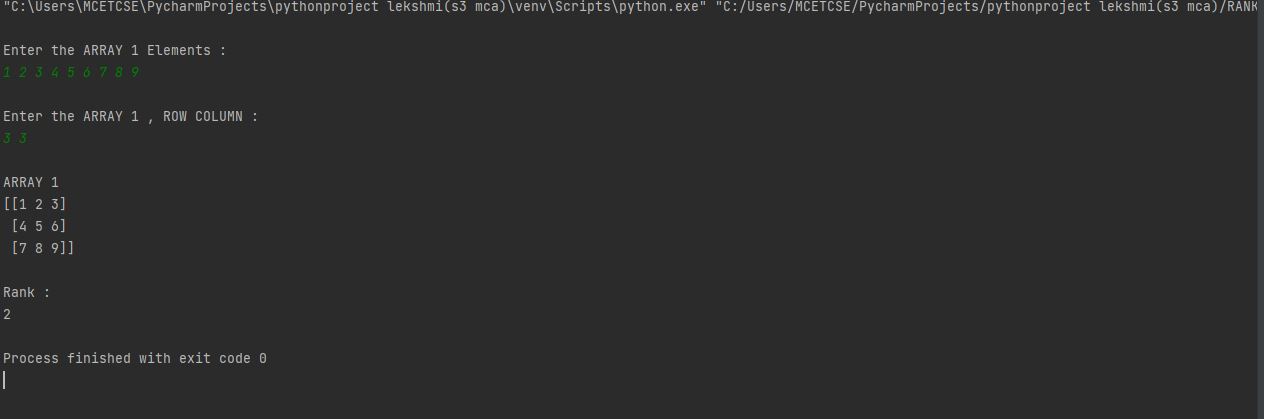 "C:\Users\MCETCSE\PycharmProjects\pythonproject lekshmi(s3 mca)\venv\Scripts\python.exe" "C:/Users/MCETCSE/PycharmProjects/pythonproject lekshmi(s3 mca)/RANK
Enter the ARRAY 1 Elements :
1 2 3 4 5 6 7 8 9
Enter the ARRAY 1 , ROW COLUMN :
3 3
ARRAY 1
[[1 2 3]
 [4 5 6]
 [7 8 9]]
Rank :
2
Process finished with exit code 0